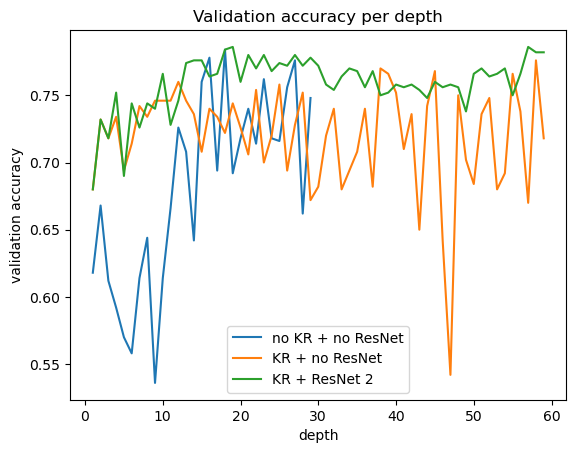 Validation accuracy per depth
validation accuracy
0.75
0.70
0.65
0.60
0.55
no KR + no ResNet
KR + no ResNet
KR + ResNet 2
0 10 20 30 40 50 60
depth